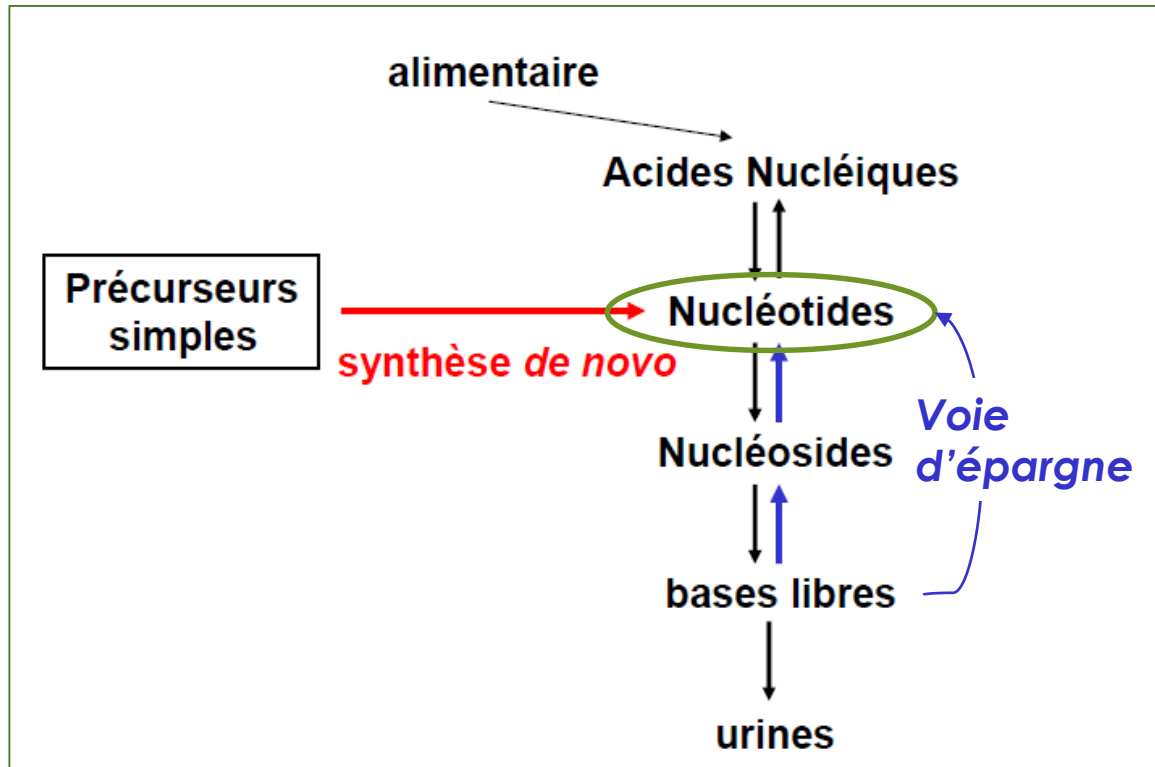 alimentaire
Acides Nucléiques
Précurseurs
simples
Nucléotides
synthèse de novo
Voie
d'épargne
Nucléosides
bases libres
urines